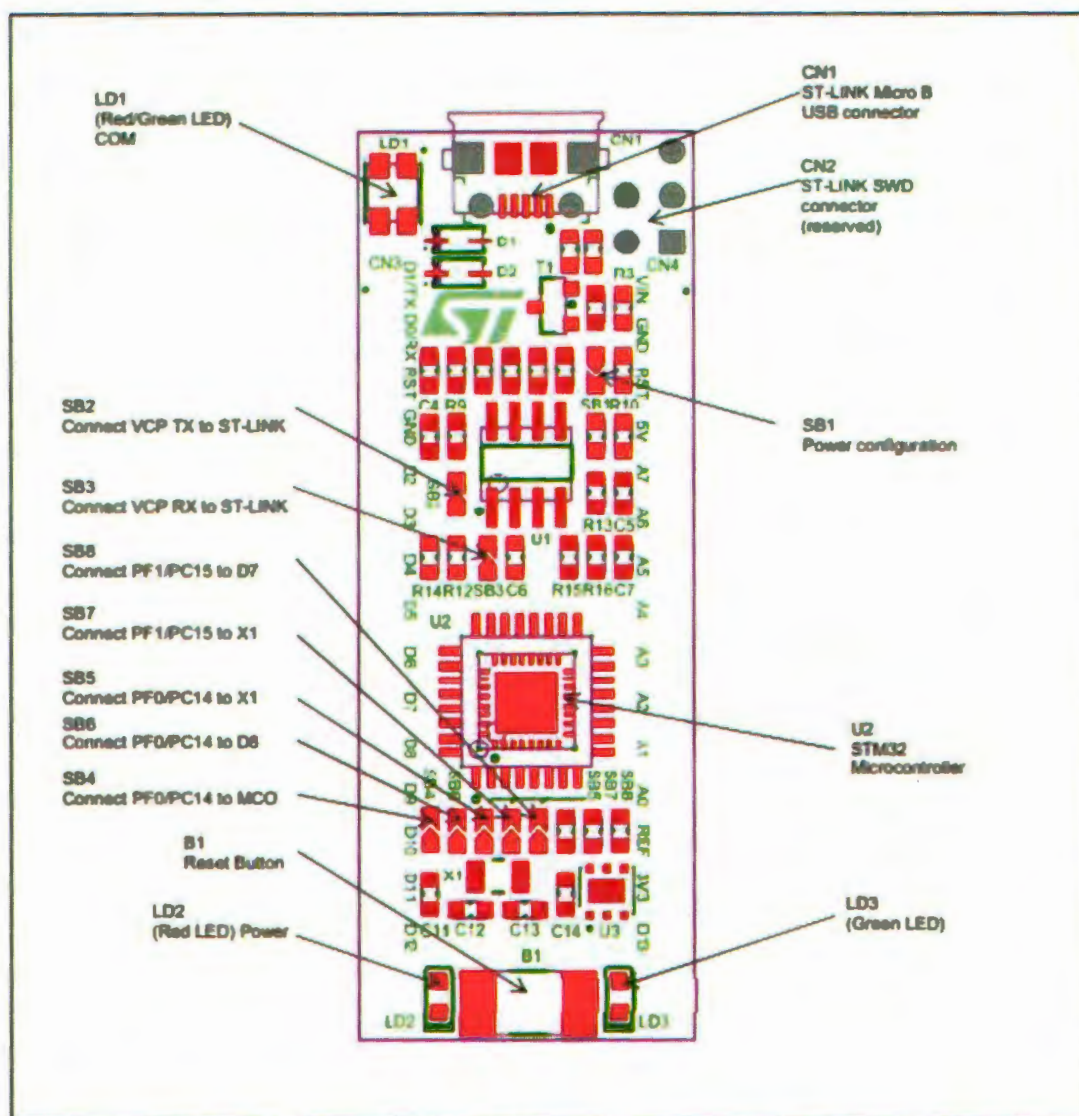 LD1
(Red/Green LED)
COM
CN1
ST-LINK Micro B
USB connector
CN2
ST-LINK SWD
connector
(reserved)
LD1
CN1
D1
D2
CN3
T1
R3
CN4
D1/TX
D0/RX
RST
GND
D2
D3
D4
D5
D6
D7
D8
D9
D10
D11
D12
VIN
GND
RST
5V
A7
A6
A5
A4
A3
A2
A1
A0
REF
3V3
D13
ST
C4 R9
SB1 R10
SB2
Connect VCP TX to ST-LINK
SB1
Power configuration
SB3
Connect VCP RX to ST-LINK
SB2
R13 C5
U1
SB8
Connect PF1/PC15 to D7
R14 R12 SB3 C6
R15 R16 C7
SB7
Connect PF1/PC15 to X1
U2
SB5
Connect PF0/PC14 to X1
SB6
Connect PF0/PC14 to D8
U2
STM32
Microcontroller
SB4
Connect PF0/PC14 to MCO
SB4
SB7
SB8
B1
Reset Button
X1
LD2
(Red LED) Power
LD3
(Green LED)
C11 C12 C13 C14 U3
B1
LD2
LD3